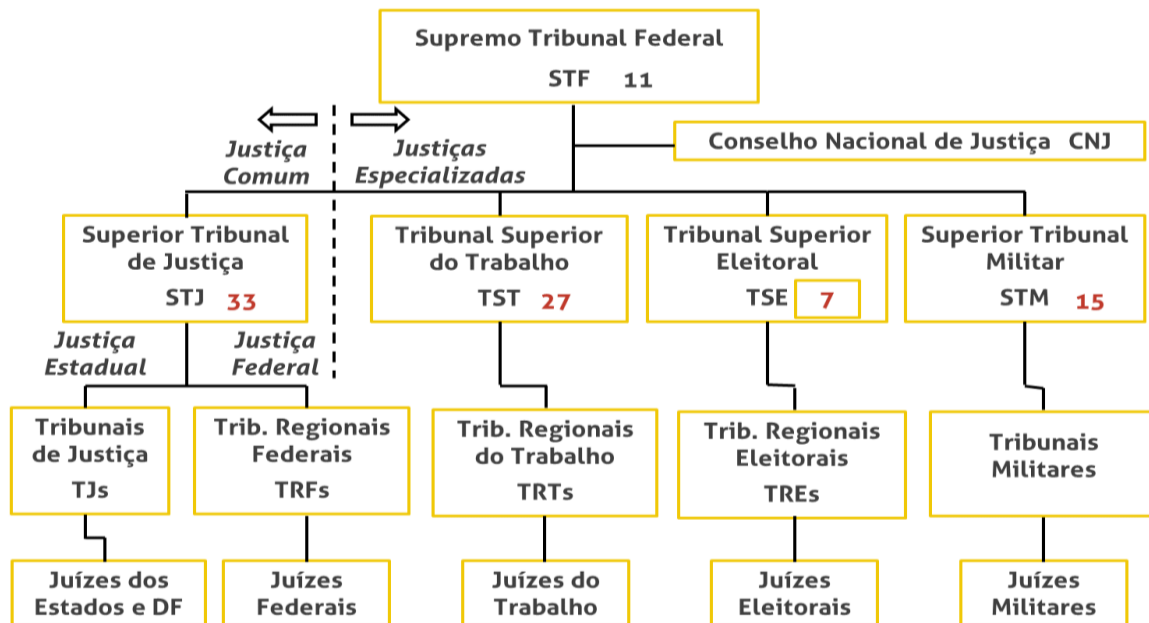 Supremo Tribunal Federal
STF 11
Conselho Nacional de Justiça CNJ
Justiça
Comum
Justiças
Especializadas
Superior Tribunal
de Justiça
STJ 33
Tribunal Superior
do Trabalho
TST 27
Tribunal Superior
Eleitoral
TSE 7
Superior Tribunal
Militar
STM 15
Justiça
Estadual
Justiça
Federal
Tribunais
de Justiça
TJs
Trib. Regionais
Federais
TRFs
Trib. Regionais
do Trabalho
TRTs
Trib. Regionais
Eleitorais
TREs
Tribunais
Militares
Juízes dos
Estados e DF
Juízes
Federais
Juízes do
Trabalho
Juízes
Eleitorais
Juízes
Militares